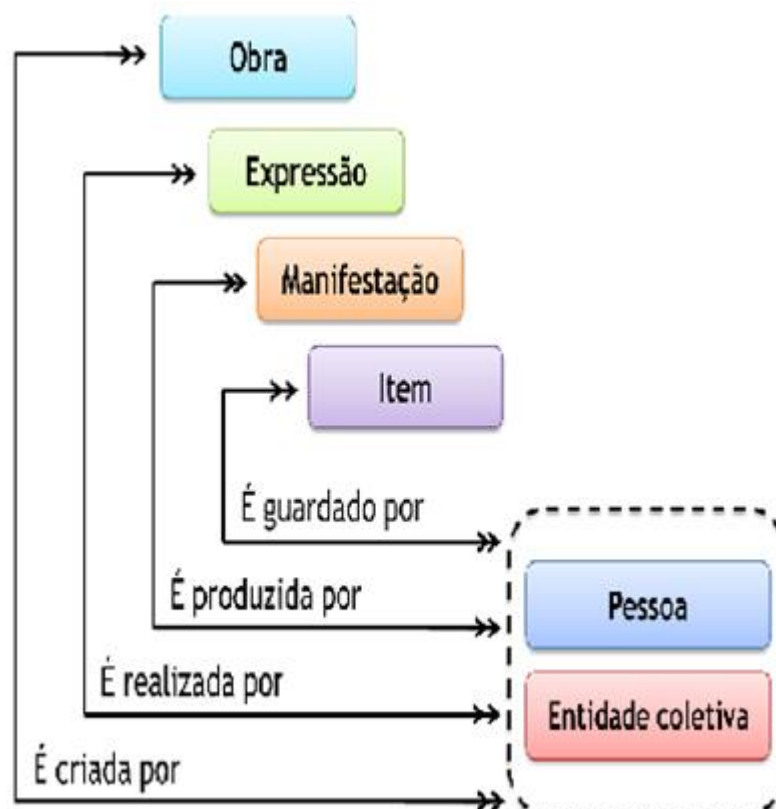 Obra
Expressão
Manifestação
Item
É guardado por
É produzida por
Pessoa
É realizada por
Entidade coletiva
É criada por